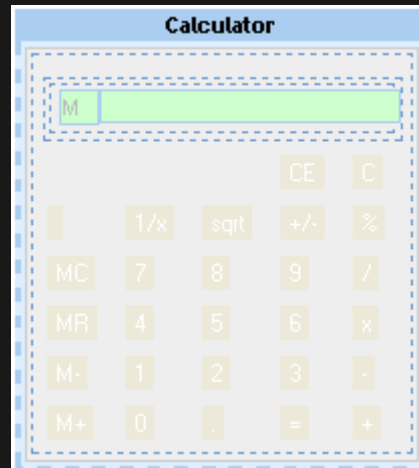 Calculator
M
CE C
1/x sqrt +/- %
MC 7 8 9 /
MR 4 5 6 x
M- 1 2 3 -
M+ 0 . = +